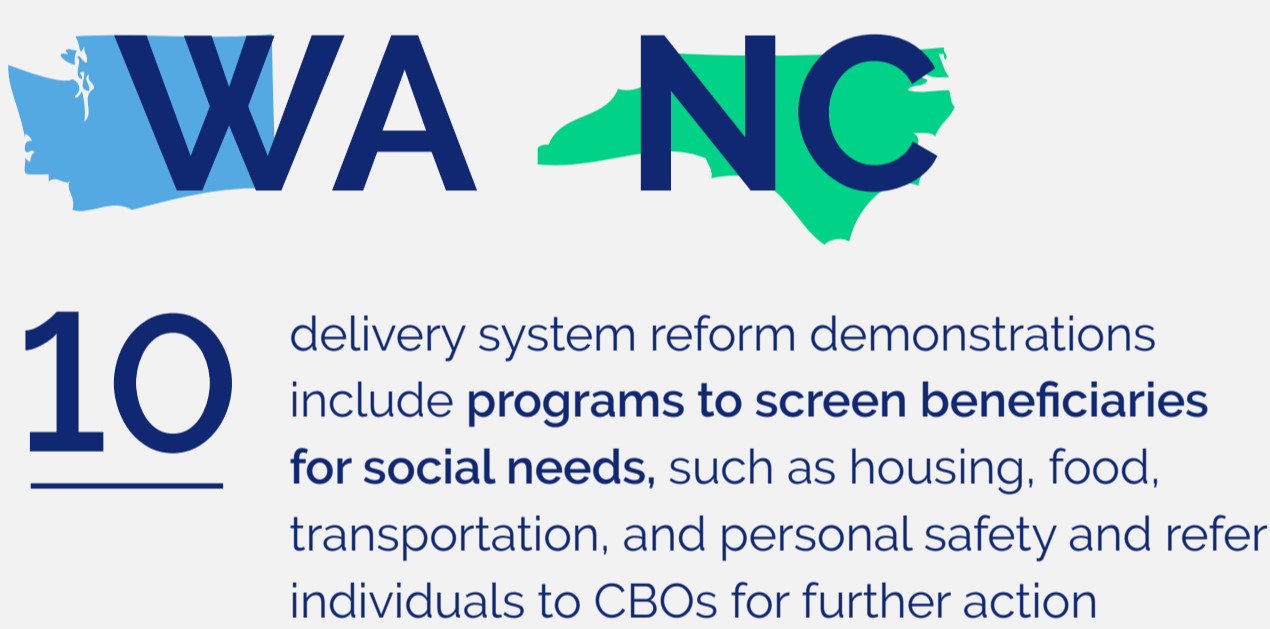 WA NC
10
delivery system reform demonstrations
include programs to screen beneficiaries
for social needs, such as housing, food,
transportation, and personal safety and refer
individuals to CBOs for further action